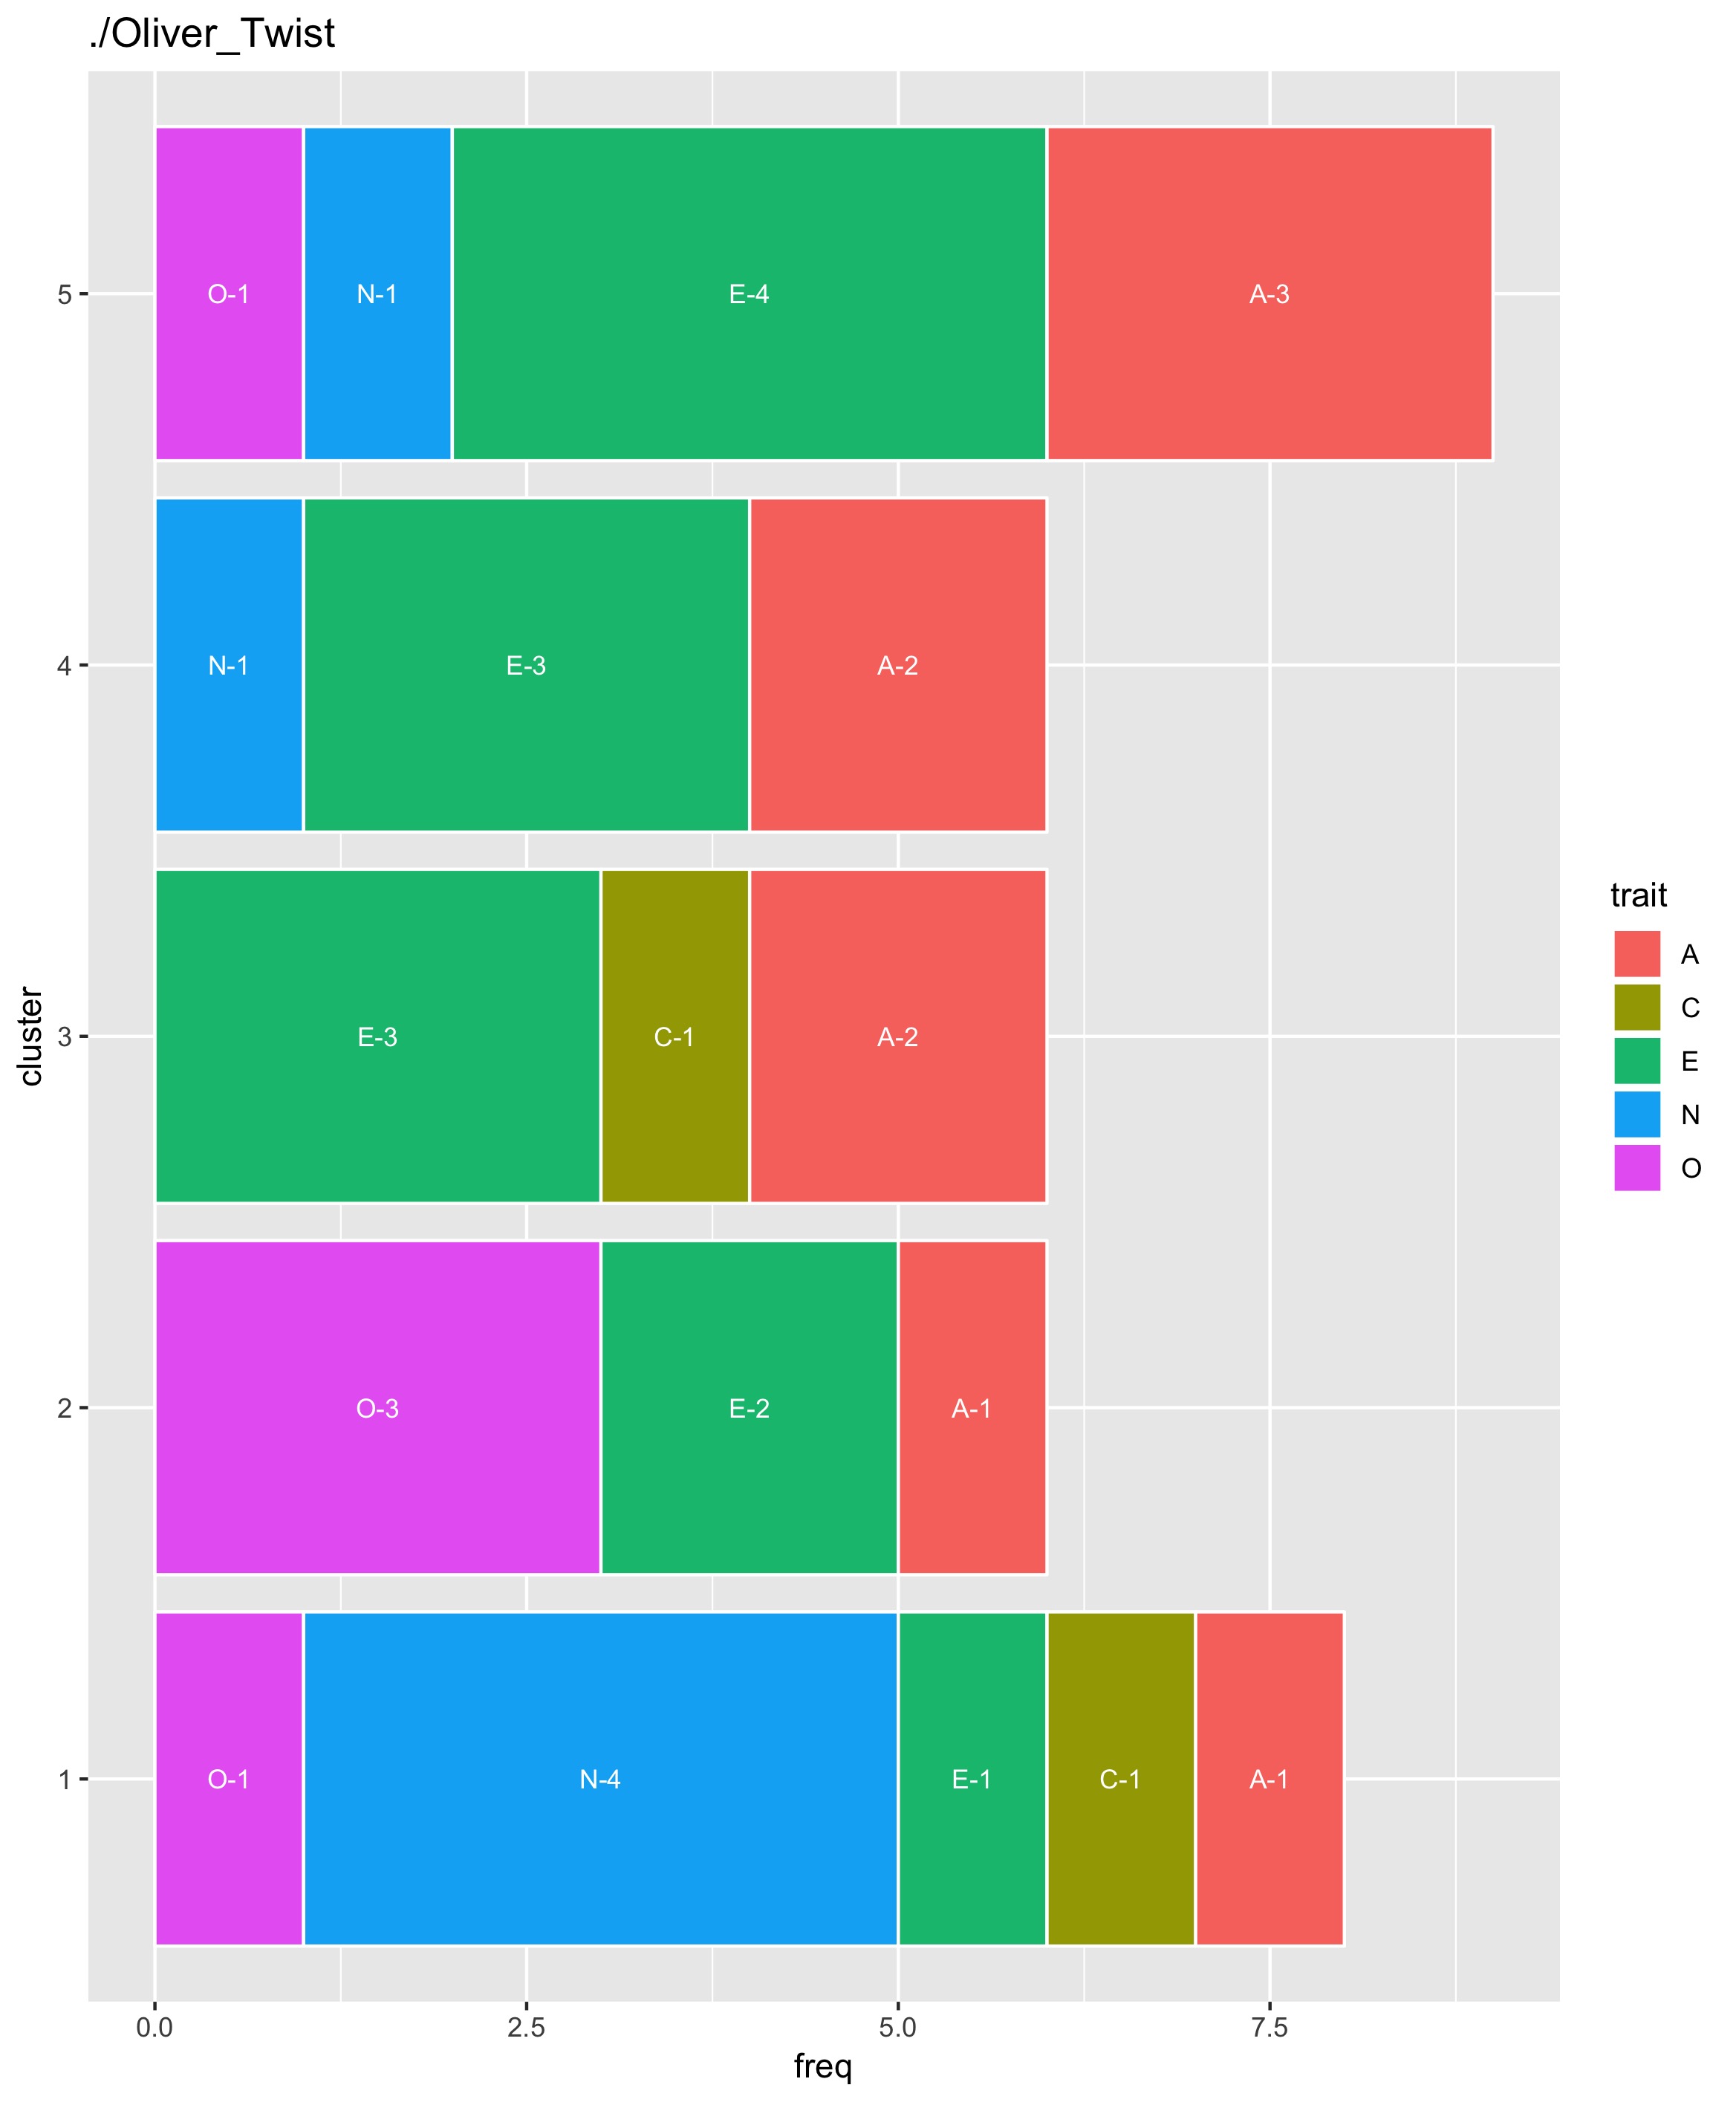 ./Oliver_Twist
5
O-1 N-1 E-4 A-3
4
N-1 E-3 A-2
3
E-3 C-1 A-2
2
O-3 E-2 A-1
1
O-1 N-4 E-1 C-1 A-1
cluster
0.0 2.5 5.0 7.5
freq
trait
A
C
E
N
O